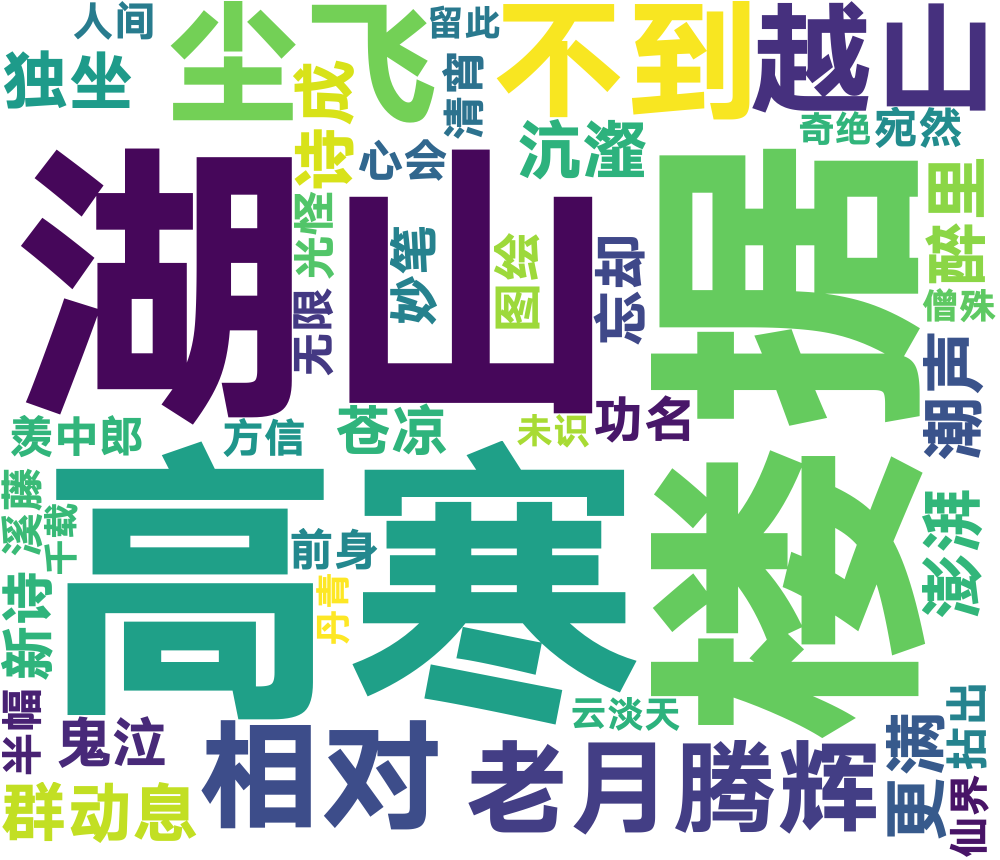 人间
尘飞
留此
不到
越山
独坐
诗成
清宵
沆瀣
心会
奇绝
宛然
湖山
楼据
醉里
光怪
妙笔
图绘
忘却
僧殊
无限
潮声
羡中郎
方信
苍凉
未识
功名
高寒
溪藤
千载
前身
澎湃
新诗
丹青
半幅
鬼泣
云淡天
相对
老月腾辉
更满
拈出
群动息
仙界